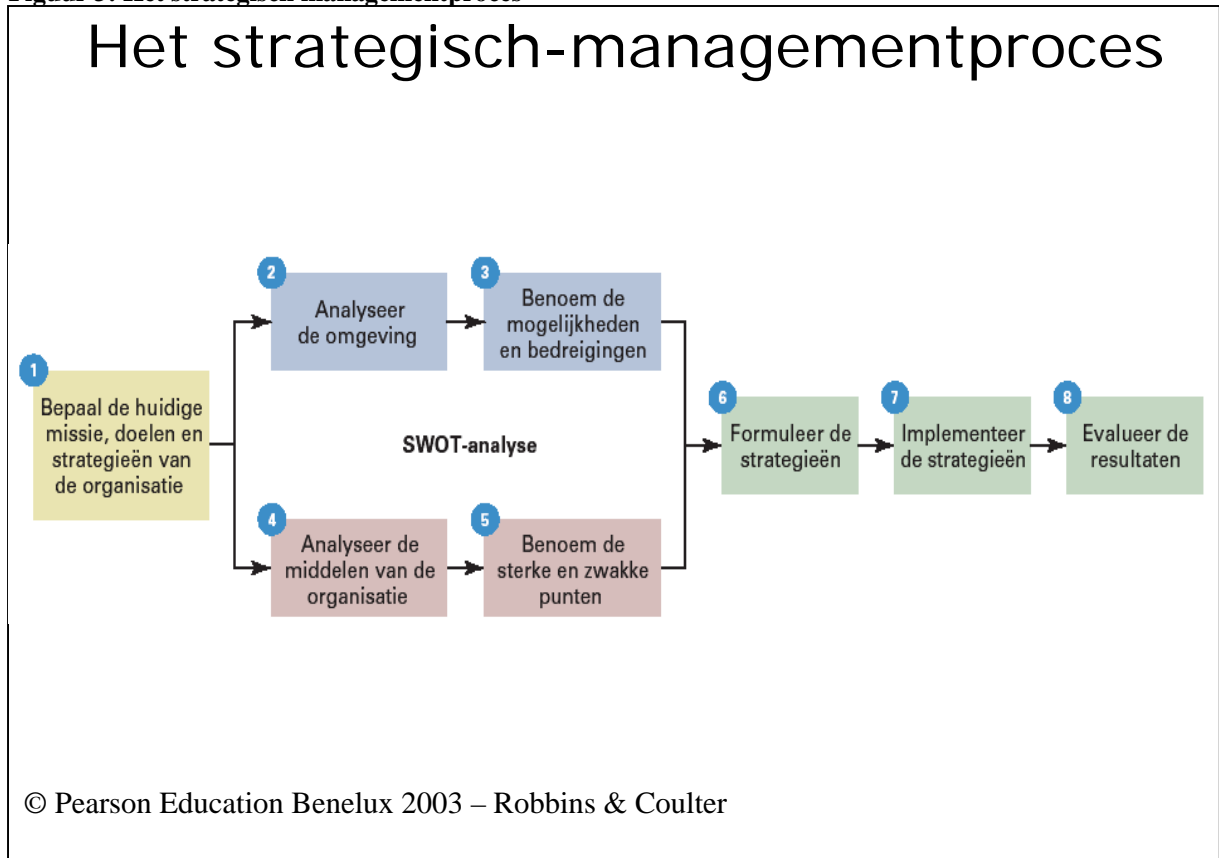 Het strategisch-managementproces
1
Bepaal de huidige
missie, doelen en
strategieën van
de organisatie
2
Analyseer
de omgeving
3
Benoem de
mogelijkheden
en bedreigingen
SWOT-analyse
4
Analyseer de
middelen van de
organisatie
5
Benoem de
sterke en zwakke
punten
6
Formuleer de
strategieën
7
Implementeer
de strategieën
8
Evalueer de
resultaten
© Pearson Education Benelux 2003 – Robbins & Coulter